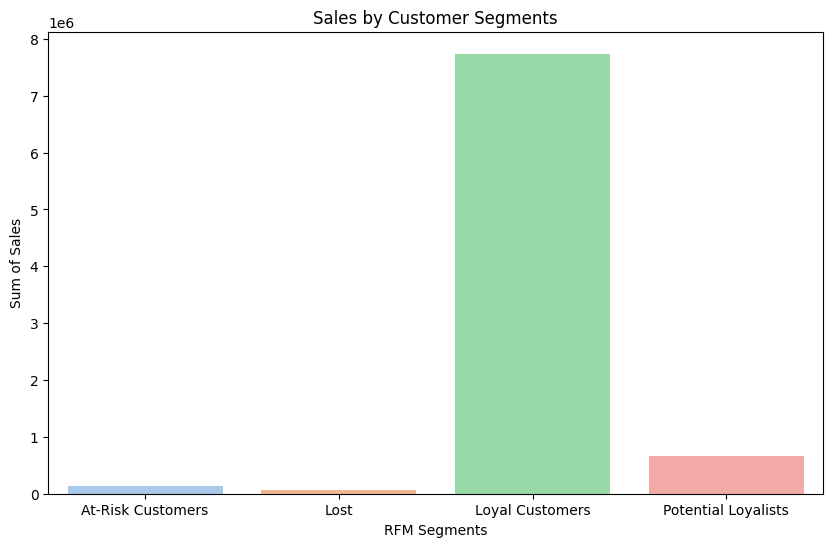 Sales by Customer Segments
1e6
8
7
6
5
4
3
2
1
0
Sum of Sales
At-Risk Customers Lost Loyal Customers Potential Loyalists
RFM Segments